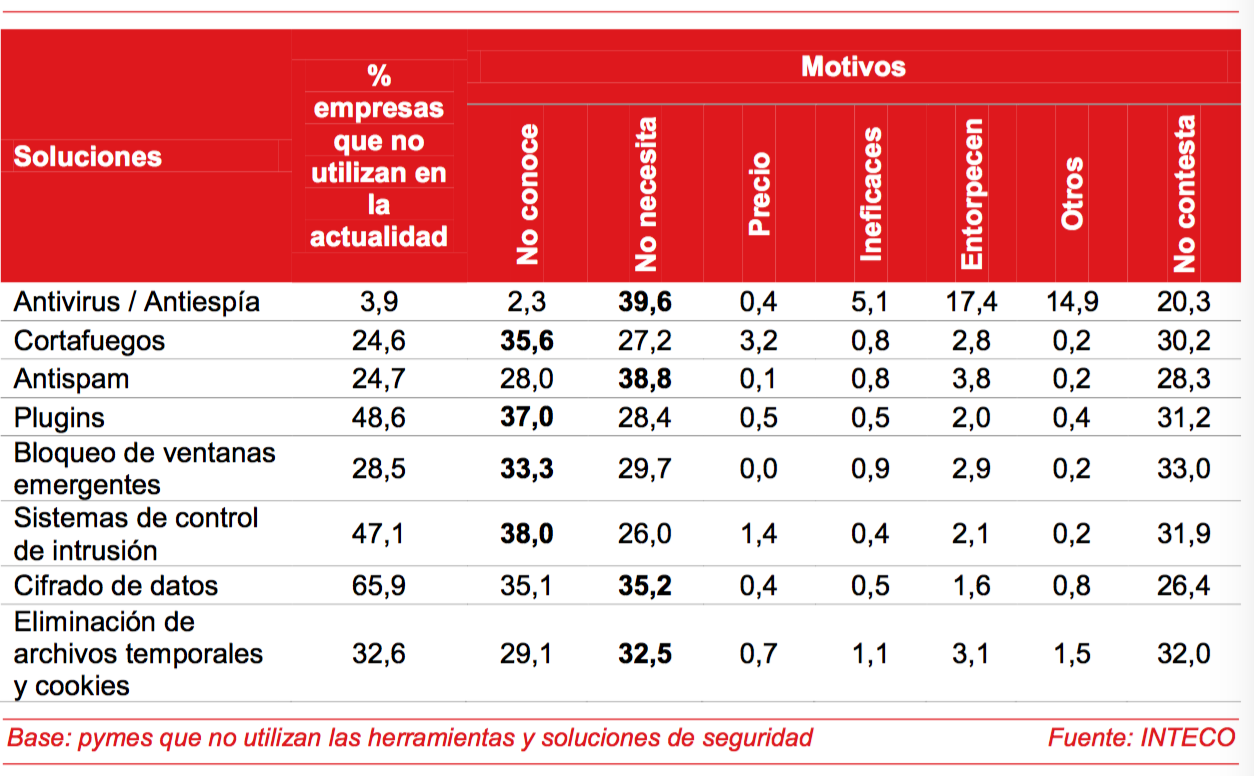 Soluciones
%
empresas
que no
utilizan en
la
actualidad
Motivos
No conoce
No necesita
Precio
Ineficaces
Entorpecen
Otros
No contesta
Antivirus / Antiespía 3,9 2,3 39,6 0,4 5,1 17,4 14,9 20,3
Cortafuegos 24,6 35,6 27,2 3,2 0,8 2,8 0,2 30,2
Antispam 24,7 28,0 38,8 0,1 0,8 3,8 0,2 28,3
Plugins 48,6 37,0 28,4 0,5 0,5 2,0 0,4 31,2
Bloqueo de ventanas
emergentes 28,5 33,3 29,7 0,0 0,9 2,9 0,2 33,0
Sistemas de control
de intrusión 47,1 38,0 26,0 1,4 0,4 2,1 0,2 31,9
Cifrado de datos 65,9 35,1 35,2 0,4 0,5 1,6 0,8 26,4
Eliminación de
archivos temporales 32,6 29,1 32,5 0,7 1,1 3,1 1,5 32,0
y cookies
Base: pymes que no utilizan las herramientas y soluciones de seguridad Fuente: INTECO